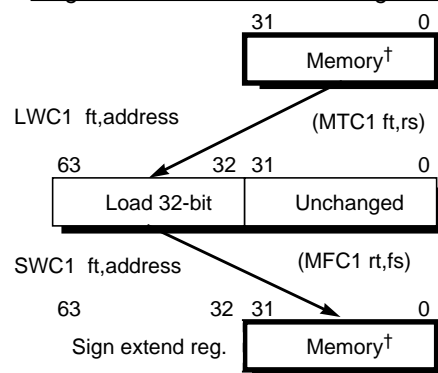 31 0
Memory†
LWC1 ft,address
(MTC1 ft,rs)
63 32 31 0
Load 32-bit Unchanged
SWC1 ft,address
(MFC1 rt,fs)
63 32 31 0
Sign extend reg. Memory†